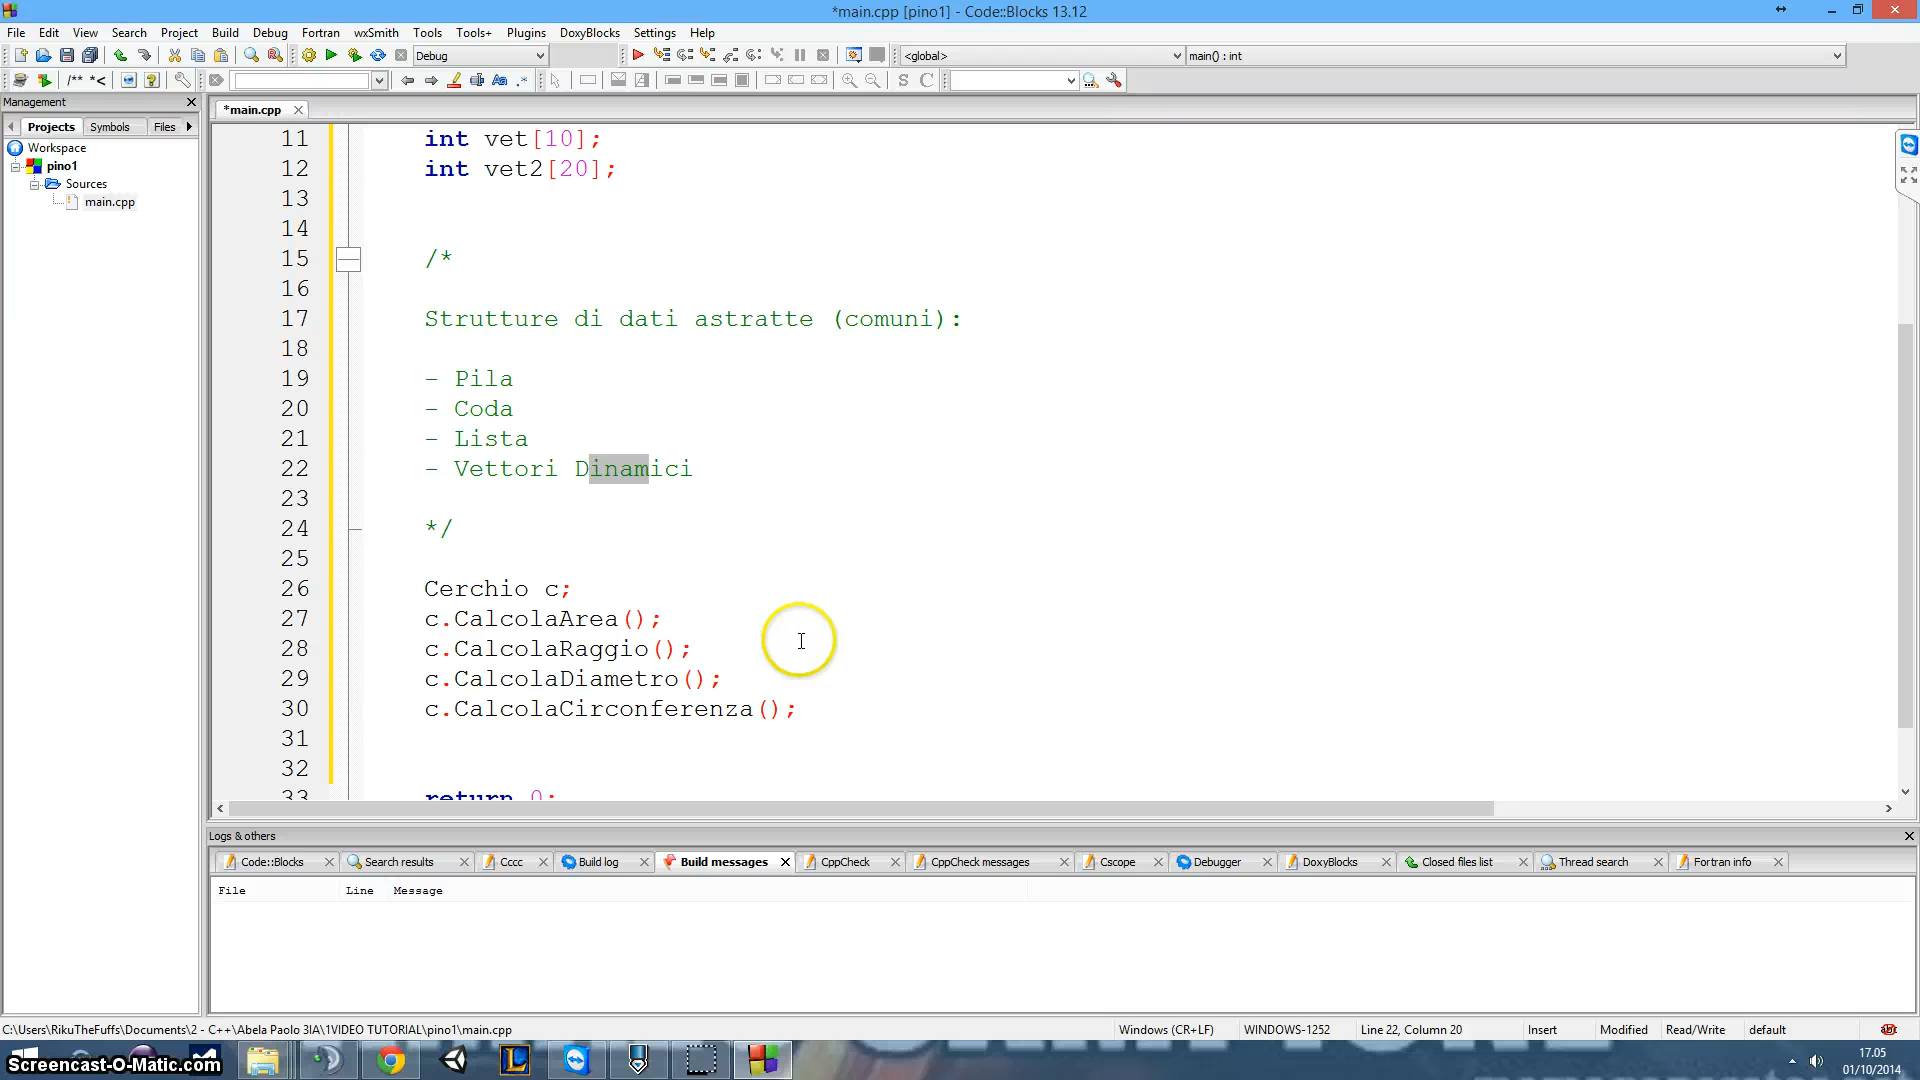 *main.cpp [pino1] - Code::Blocks 13.12
File Edit View Search Project Build Debug Fortran wxSmith Tools Tools+ Plugins DoxyBlocks Settings Help
Debug <global> main() : int
/** *< S C
Management
Projects Symbols Files
*main.cpp
Workspace
pino1
Sources
main.cpp
11 int vet[10];
12 int vet2[20];
13
14
15 /*
16
17 Strutture di dati astratte (comuni):
18
19 - Pila
20 - Coda
21 - Lista
22 - Vettori Dinamici
23
24 */
25
26 Cerchio c;
27 c.CalcolaArea();
28 c.CalcolaRaggio();
29 c.CalcolaDiametro();
30 c.CalcolaCirconferenza();
31
32
33 return 0;
Logs & others
Code::Blocks Search results Cccc Build log Build messages CppCheck CppCheck messages Cscope Debugger DoxyBlocks Closed files list Thread search Fortran info
File Line Message
C:\Users\RikuTheFuffs\Documents\2 - C++\Abela Paolo 3IA\1VIDEO TUTORIAL\pino1\main.cpp Windows (CR+LF) WINDOWS-1252 Line 22, Column 20 Insert Modified Read/Write default
Screencast-O-Matic.com
17.05
01/10/2014